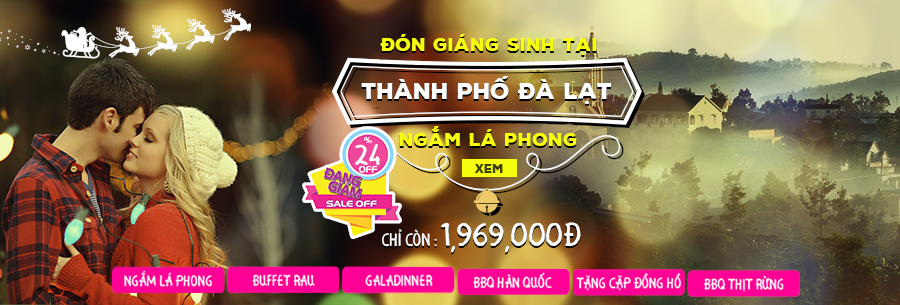 ĐÓN GIÁNG SINH TẠI
THÀNH PHỐ ĐÀ LẠT
NGẮM LÁ PHONG
XEM
%
24
OFF
ĐANG
GIẢM
SALE OFF
CHỈ CÒN : 1,969,000Đ
NGẮM LÁ PHONG
BUFFET RAU
GALADINNER
BBQ HÀN QUỐC
TẶNG CẶP ĐỒNG HỒ
BBQ THỊT RỪNG